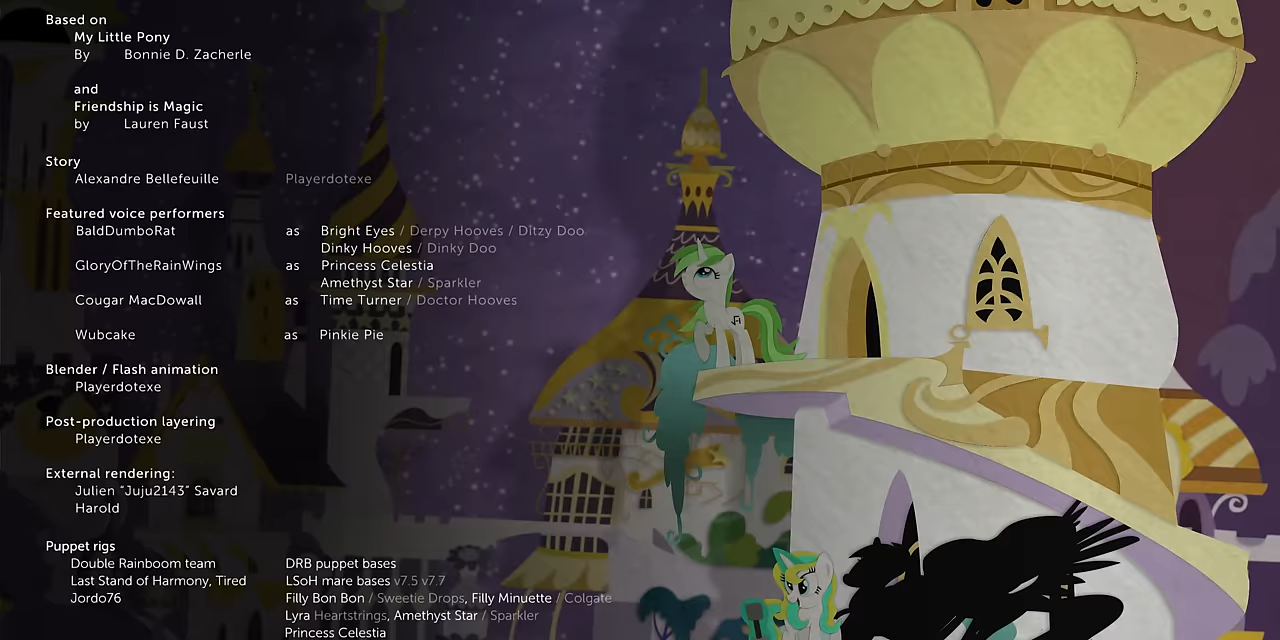 Based on
My Little Pony
By Bonnie D. Zacherle
and
Friendship is Magic
by Lauren Faust
Story
Alexandre Bellefeuille Playerdotexe
Featured voice performers
BaldDumboRat as Bright Eyes / Derpy Hooves / Ditzy Doo
Dinky Hooves / Dinky Doo
GloryOfTheRainWings as Princess Celestia
Amethyst Star / Sparkler
Cougar MacDowall as Time Turner / Doctor Hooves
Wubcake as Pinkie Pie
Blender / Flash animation
Playerdotexe
Post-production layering
Playerdotexe
External rendering:
Julien “Juju2143” Savard
Harold
Puppet rigs
Double Rainboom team DRB puppet bases
Last Stand of Harmony, Tired LSoH mare bases v7.5 v7.7
Jordo76 Filly Bon Bon / Sweetie Drops, Filly Minuette / Colgate
Lyra Heartstrings, Amethyst Star / Sparkler
Princess Celestia